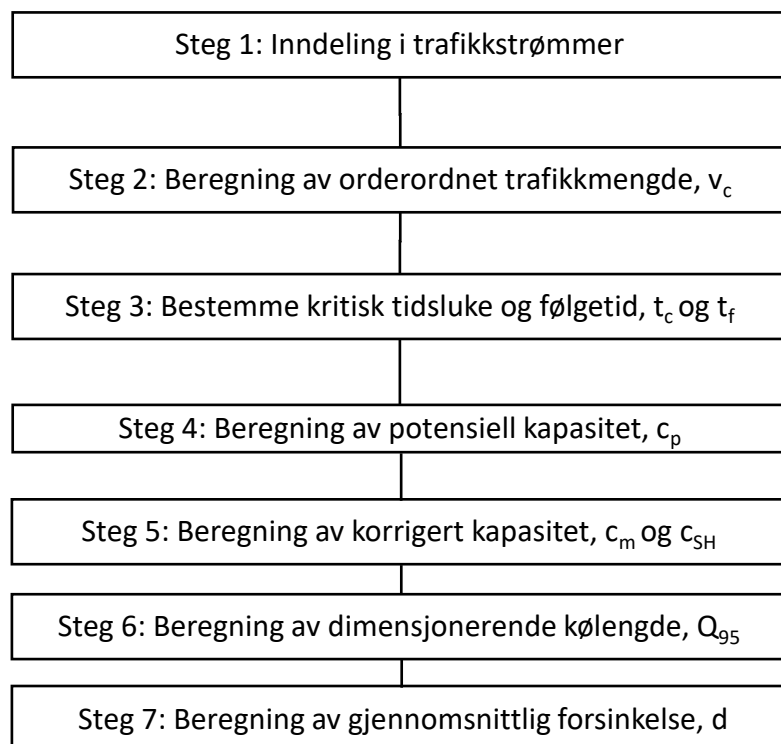 Steg 1: Inndeling i trafikkstrømmer
Steg 2: Beregning av orderordnet trafikkmengde, v_c
Steg 3: Bestemme kritisk tidsluke og følgetid, t_c og t_f
Steg 4: Beregning av potensiell kapasitet, c_p
Steg 5: Beregning av korrigert kapasitet, c_m og c_SH
Steg 6: Beregning av dimensjonerende kølengde, Q_95
Steg 7: Beregning av gjennomsnittlig forsinkelse, d